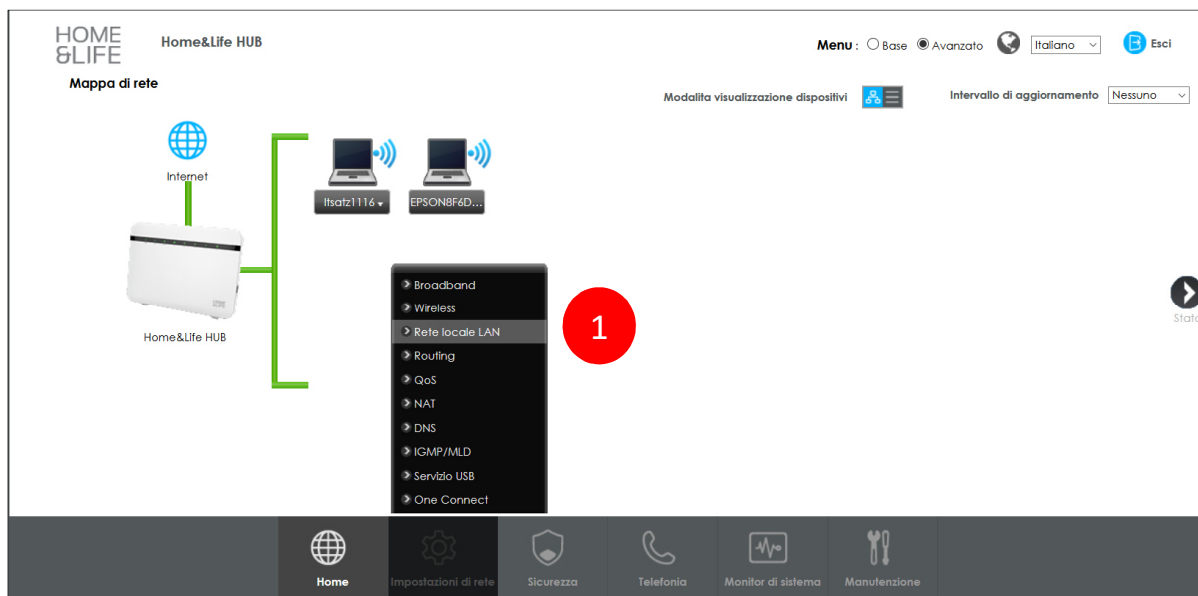 HOME
&LIFE
Home&Life HUB
Menu : Base Avanzato Italiano Esci
Mappa di rete
Modalita visualizzazione dispositivi
Intervallo di aggiornamento Nessuno
Internet
Itsatz1116
EPSON8F6D...
Home&Life HUB
Broadband
Wireless
Rete locale LAN
Routing
QoS
NAT
DNS
IGMP/MLD
Servizio USB
One Connect
1
Stato
Home
Impostazioni di rete
Sicurezza
Telefonia
Monitor di sistema
Manutenzione